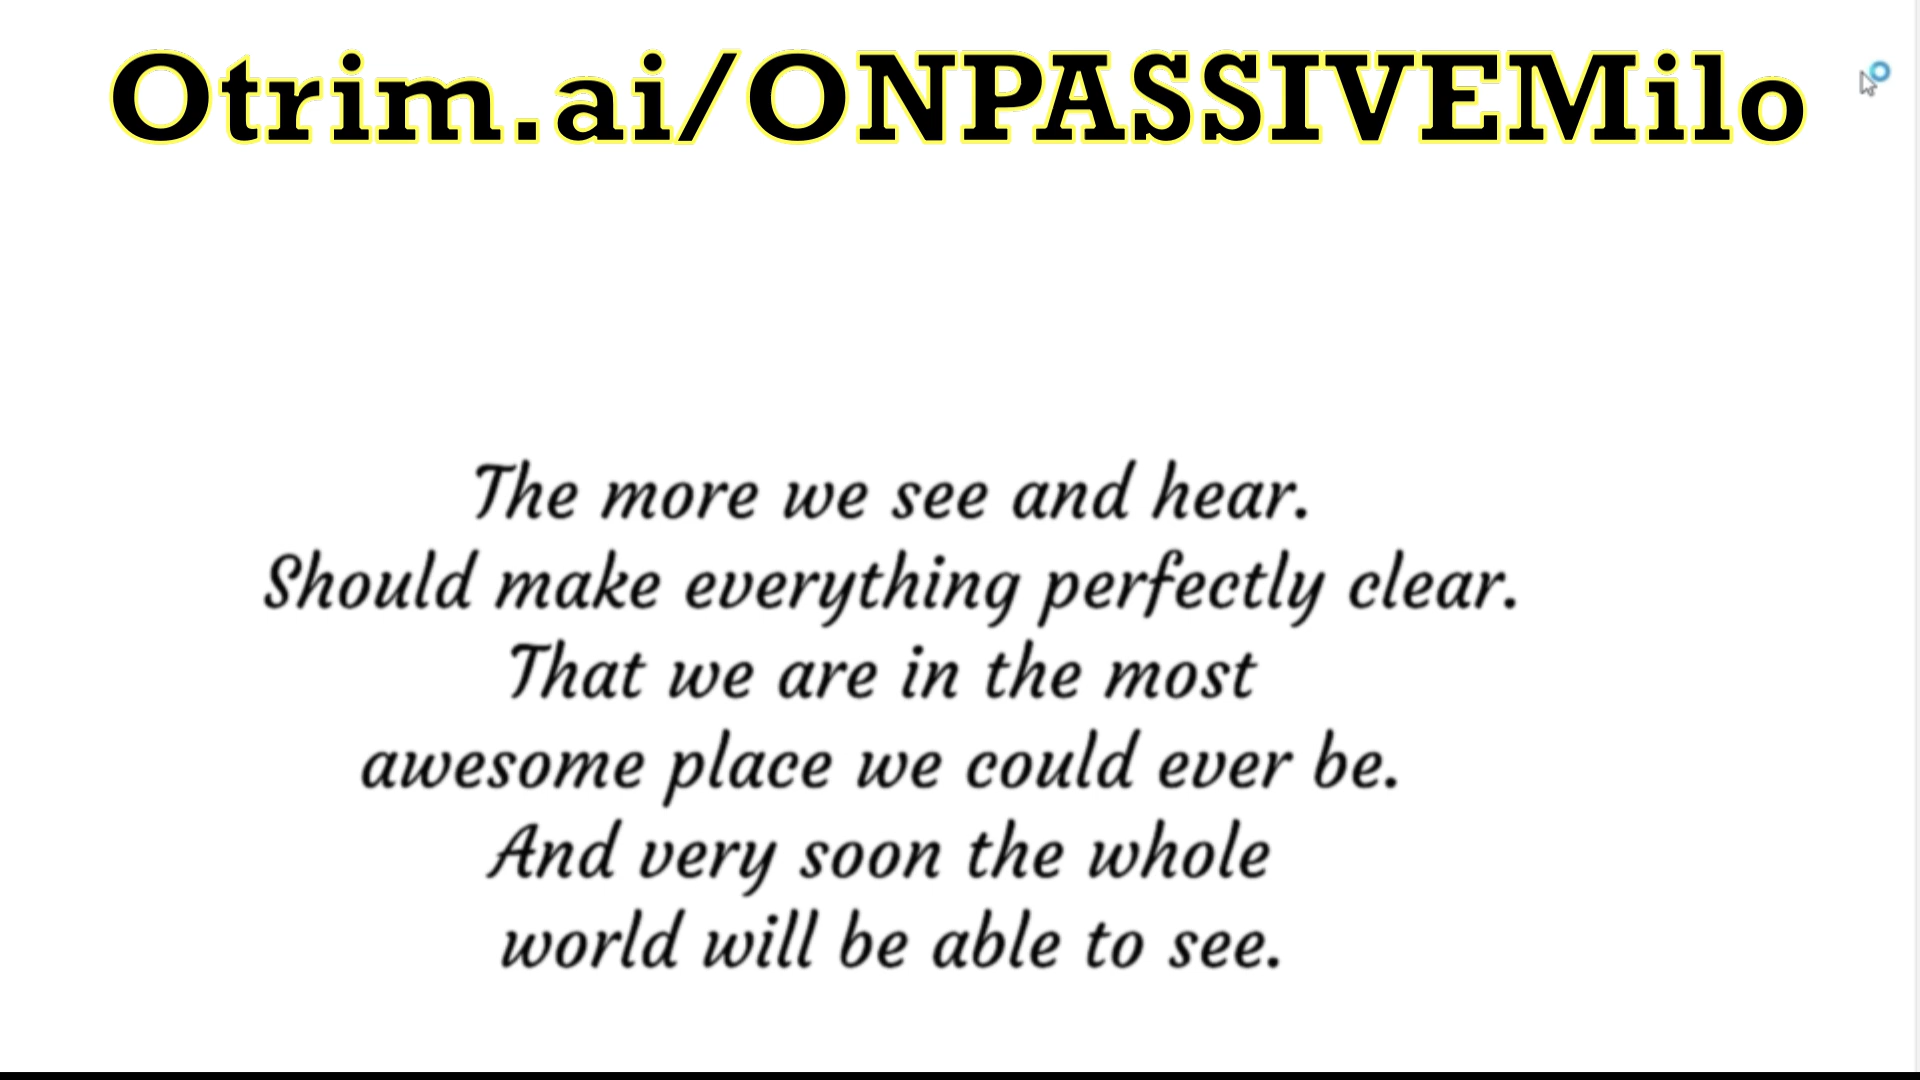 Otrim.ai/ONPASSIVEMilo
The more we see and hear.
Should make everything perfectly clear.
That we are in the most
awesome place we could ever be.
And very soon the whole
world will be able to see.